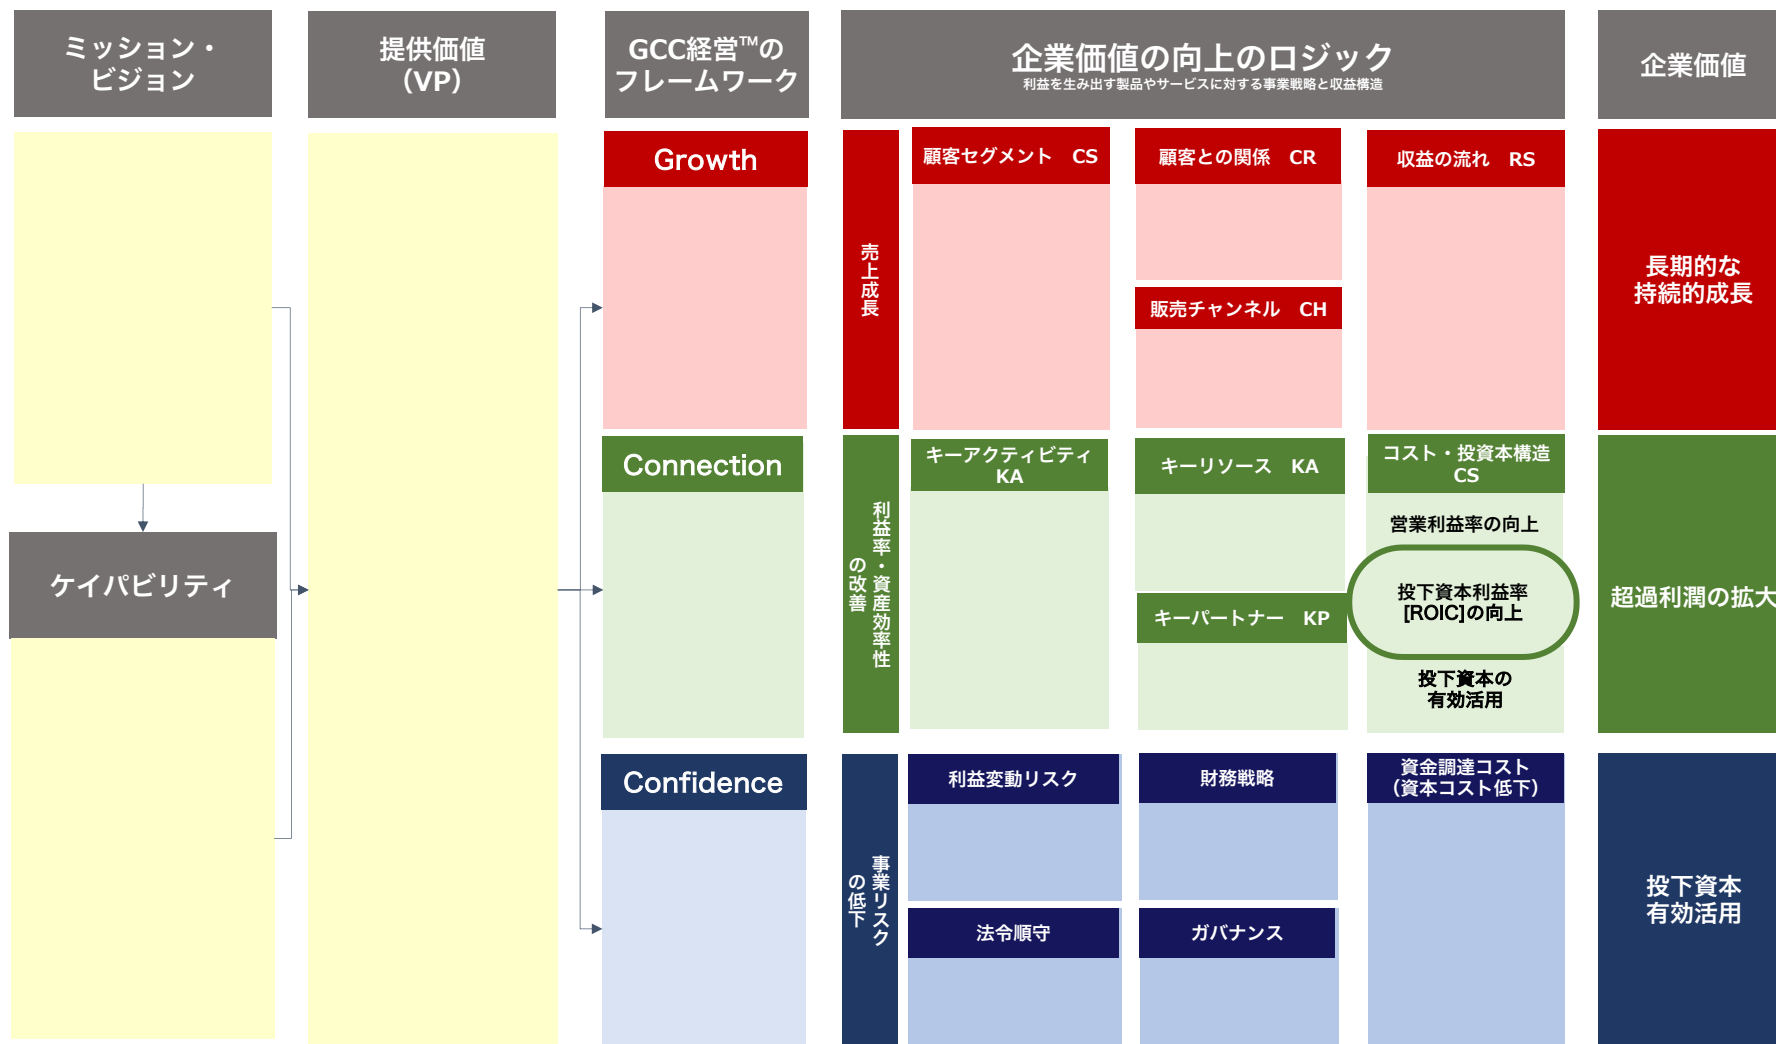 ミッション・
ビジョン
提供価値
（VP）
GCC経営™の
フレームワーク
企業価値の向上のロジック
利益を生み出す製品やサービスに対する事業戦略と収益構造
企業価値
Growth
売上成長
顧客セグメント　CS
顧客との関係　CR
収益の流れ　RS
販売チャンネル　CH
長期的な
持続的成長
ケイパビリティ
Connection
利益率・資産効率性
の改善
キーアクティビティ
KA
キーリソース　KA
コスト・投資本構造
CS
営業利益率の向上
キーパートナー　KP
投下資本利益率
[ROIC]の向上
投下資本の
有効活用
超過利潤の拡大
Confidence
事業リスク
の低下
利益変動リスク
財務戦略
資金調達コスト
（資本コスト低下）
法令順守
ガバナンス
投下資本
有効活用